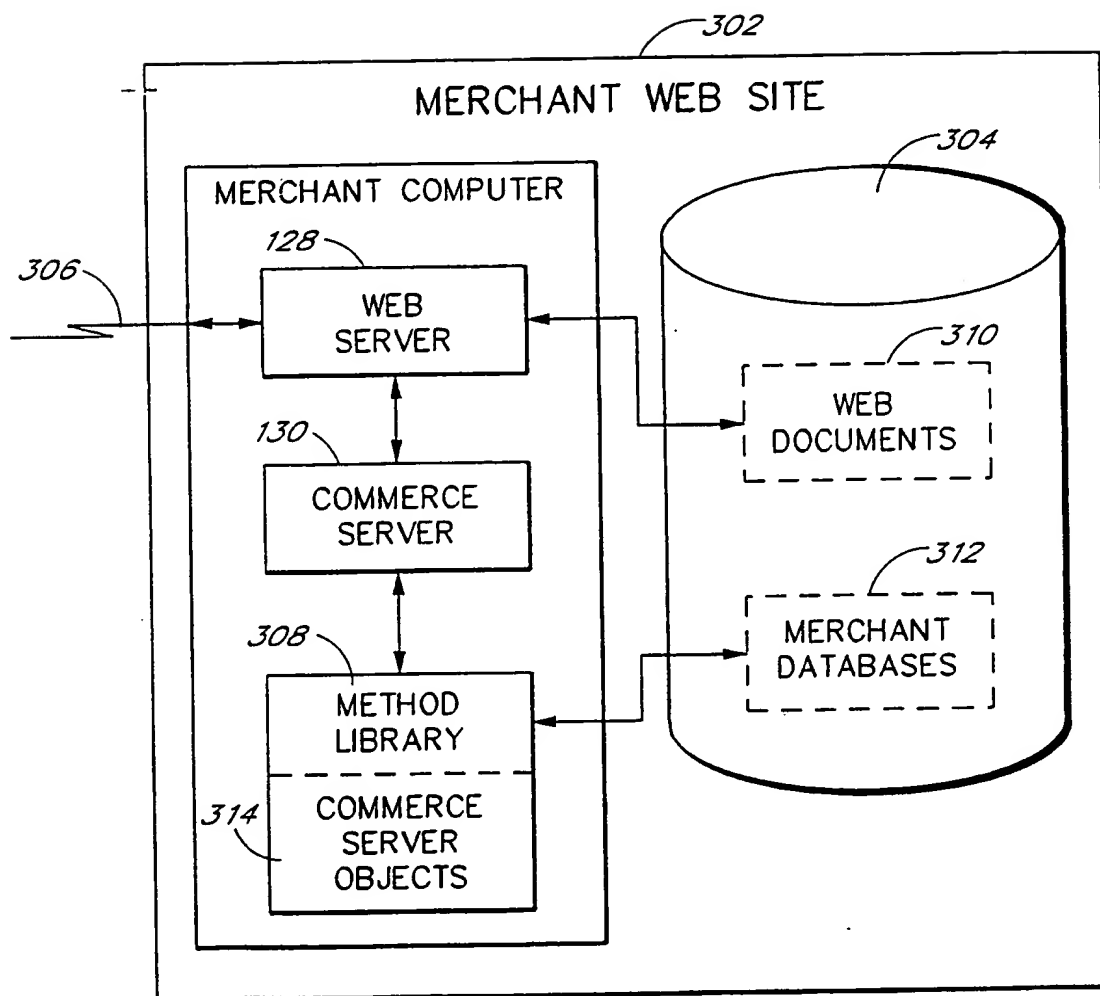 302
MERCHANT WEB SITE
304
MERCHANT COMPUTER
128
306
WEB
SERVER
310
WEB
DOCUMENTS
130
COMMERCE
SERVER
312
MERCHANT
DATABASES
308
METHOD
LIBRARY
314
COMMERCE
SERVER
OBJECTS